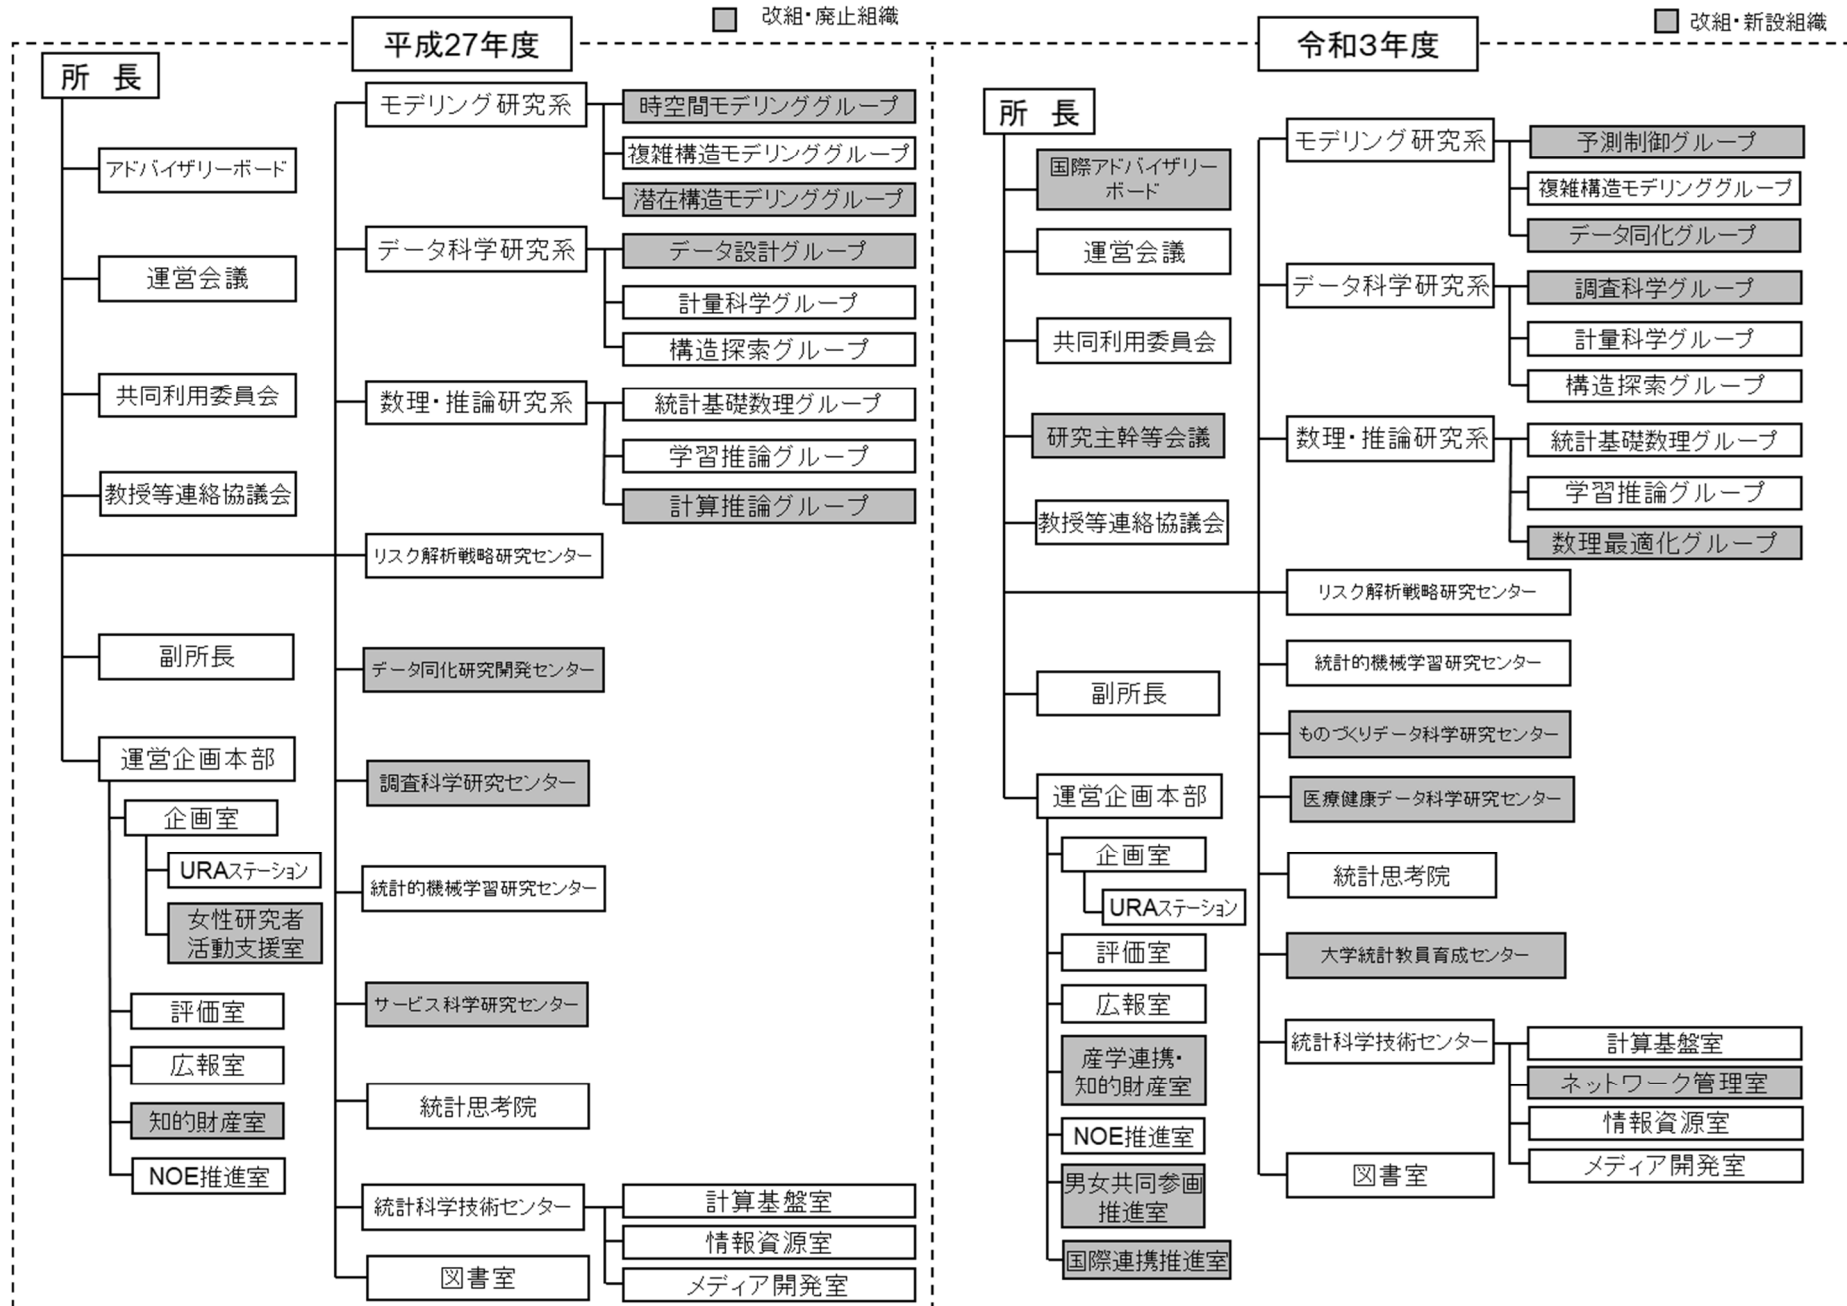 改組・廃止組織
平成27年度
所 長
アドバイザリーボード
運営会議
共同利用委員会
教授等連絡協議会
副所長
運営企画本部
企画室
URAステーション
女性研究者
活動支援室
評価室
広報室
知的財産室
NOE推進室
モデリング研究系
時空間モデリンググループ
複雑構造モデリンググループ
潜在構造モデリンググループ
データ科学研究系
データ設計グループ
計量科学グループ
構造探索グループ
数理・推論研究系
統計基礎数理グループ
学習推論グループ
計算推論グループ
リスク解析戦略研究センター
データ同化研究開発センター
調査科学研究センター
統計的機械学習研究センター
サービス科学研究センター
統計思考院
統計科学技術センター
計算基盤室
情報資源室
メディア開発室
図書室
改組・新設組織
令和3年度
所 長
国際アドバイザリー
ボード
運営会議
共同利用委員会
研究主幹等会議
教授等連絡協議会
副所長
運営企画本部
企画室
URAステーション
評価室
広報室
産学連携・
知的財産室
NOE推進室
男女共同参画
推進室
国際連携推進室
モデリング研究系
予測制御グループ
複雑構造モデリンググループ
データ同化グループ
データ科学研究系
調査科学グループ
計量科学グループ
構造探索グループ
数理・推論研究系
統計基礎数理グループ
学習推論グループ
数理最適化グループ
リスク解析戦略研究センター
統計的機械学習研究センター
ものづくりデータ科学研究センター
医療健康データ科学研究センター
統計思考院
大学統計教員育成センター
統計科学技術センター
計算基盤室
ネットワーク管理室
情報資源室
メディア開発室
図書室